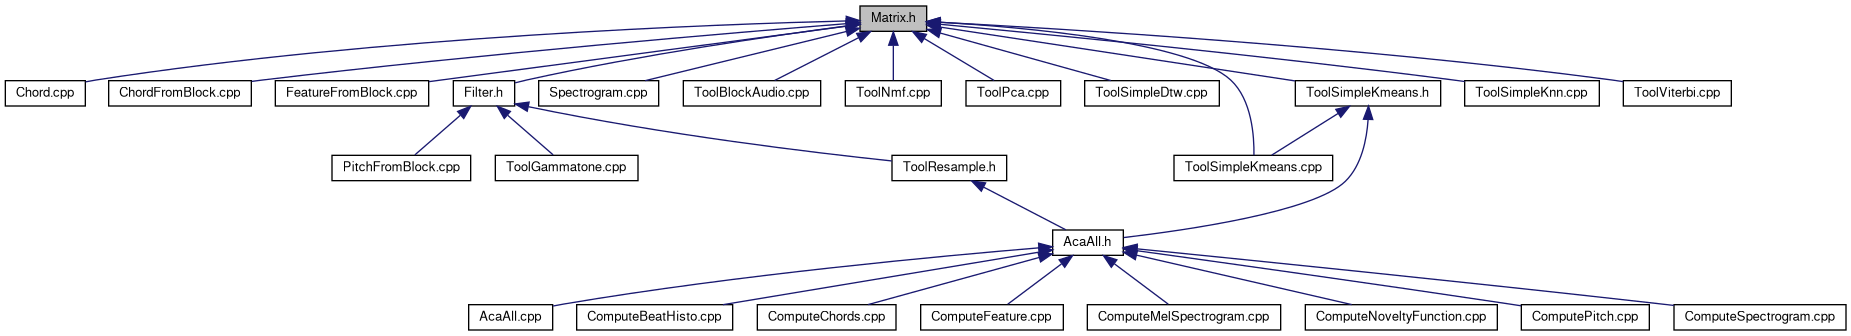 Matrix.h
Chord.cpp
ChordFromBlock.cpp
FeatureFromBlock.cpp
Filter.h
Spectrogram.cpp
ToolBlockAudio.cpp
ToolNmf.cpp
ToolPca.cpp
ToolSimpleDtw.cpp
ToolSimpleKmeans.h
ToolSimpleKnn.cpp
ToolViterbi.cpp
PitchFromBlock.cpp
ToolGammatone.cpp
ToolResample.h
ToolSimpleKmeans.cpp
AcaAll.h
AcaAll.cpp
ComputeBeatHisto.cpp
ComputeChords.cpp
ComputeFeature.cpp
ComputeMelSpectrogram.cpp
ComputeNoveltyFunction.cpp
ComputePitch.cpp
ComputeSpectrogram.cpp